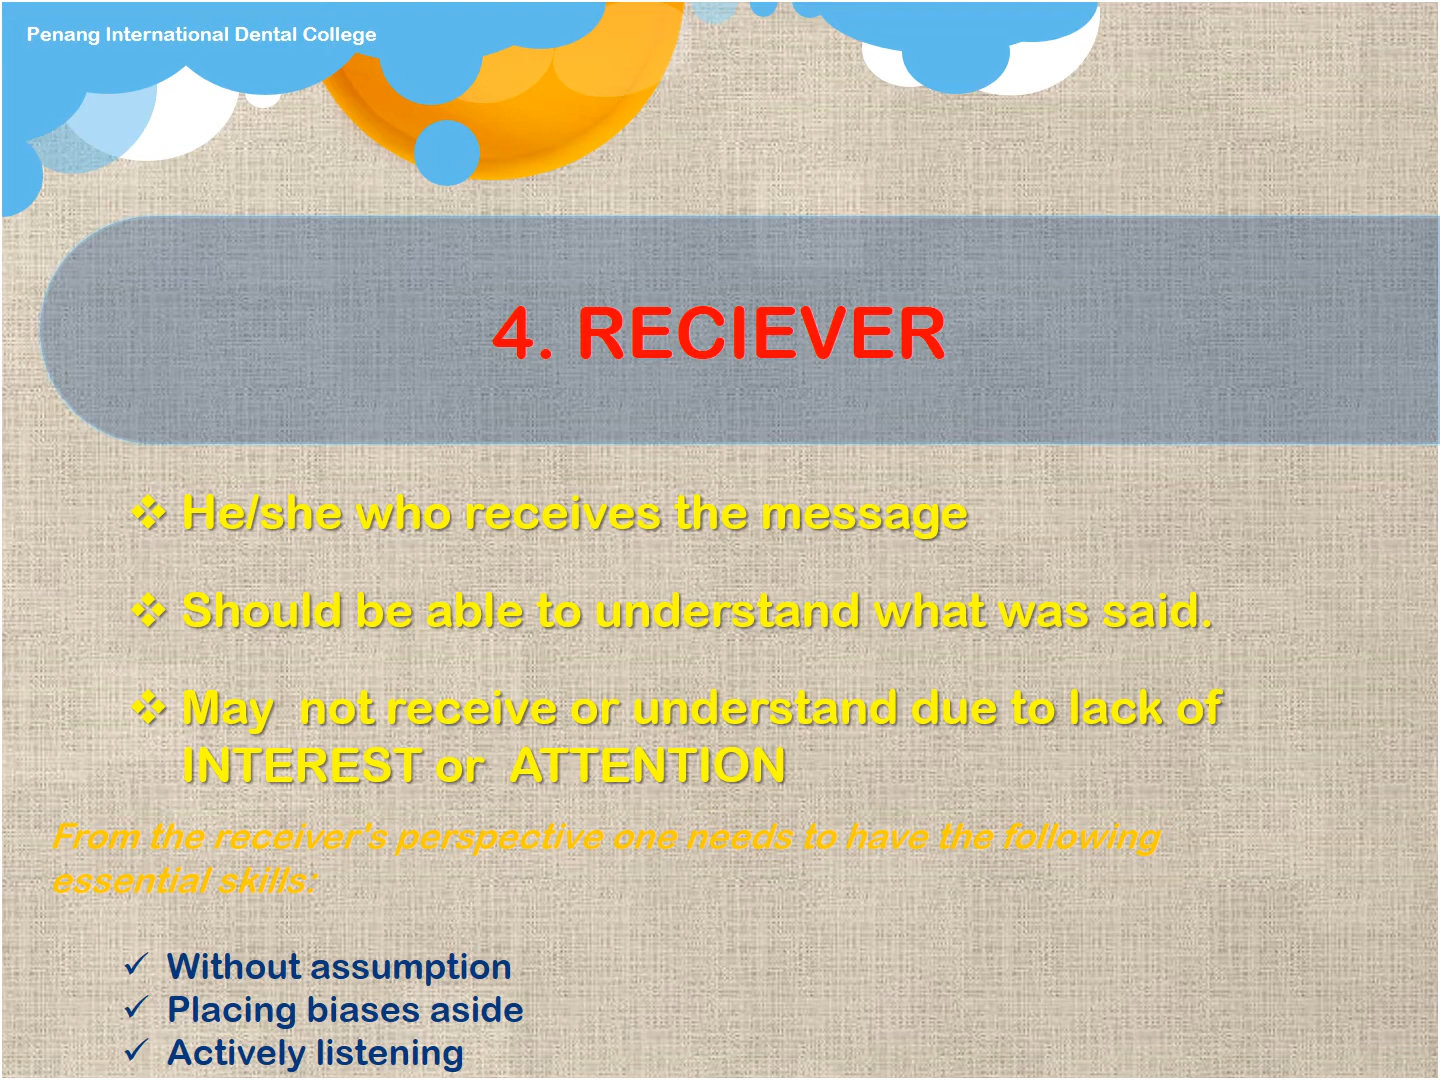 Penang International Dental College
4. RECIEVER
❖ He/she who receives the message
❖ Should be able to understand what was said.
❖ May  not receive or understand due to lack of
INTEREST or  ATTENTION
From the receiver's perspective one needs to have the following
essential skills:
✓ Without assumption
✓ Placing biases aside
✓ Actively listening